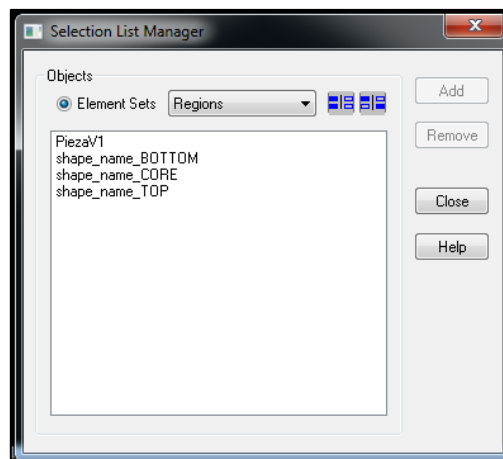 Selection List Manager
Objects
Element Sets Regions
Add
PiezaV1
shape_name_BOTTOM
shape_name_CORE
shape_name_TOP
Remove
Close
Help